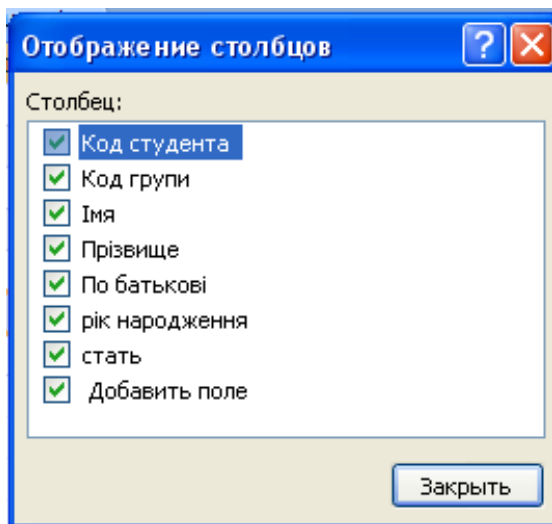 Отображение столбцов
Столбец:
Код студента
Код групи
Імя
Прізвище
По батькові
рік народження
стать
Добавить поле
Закрыть